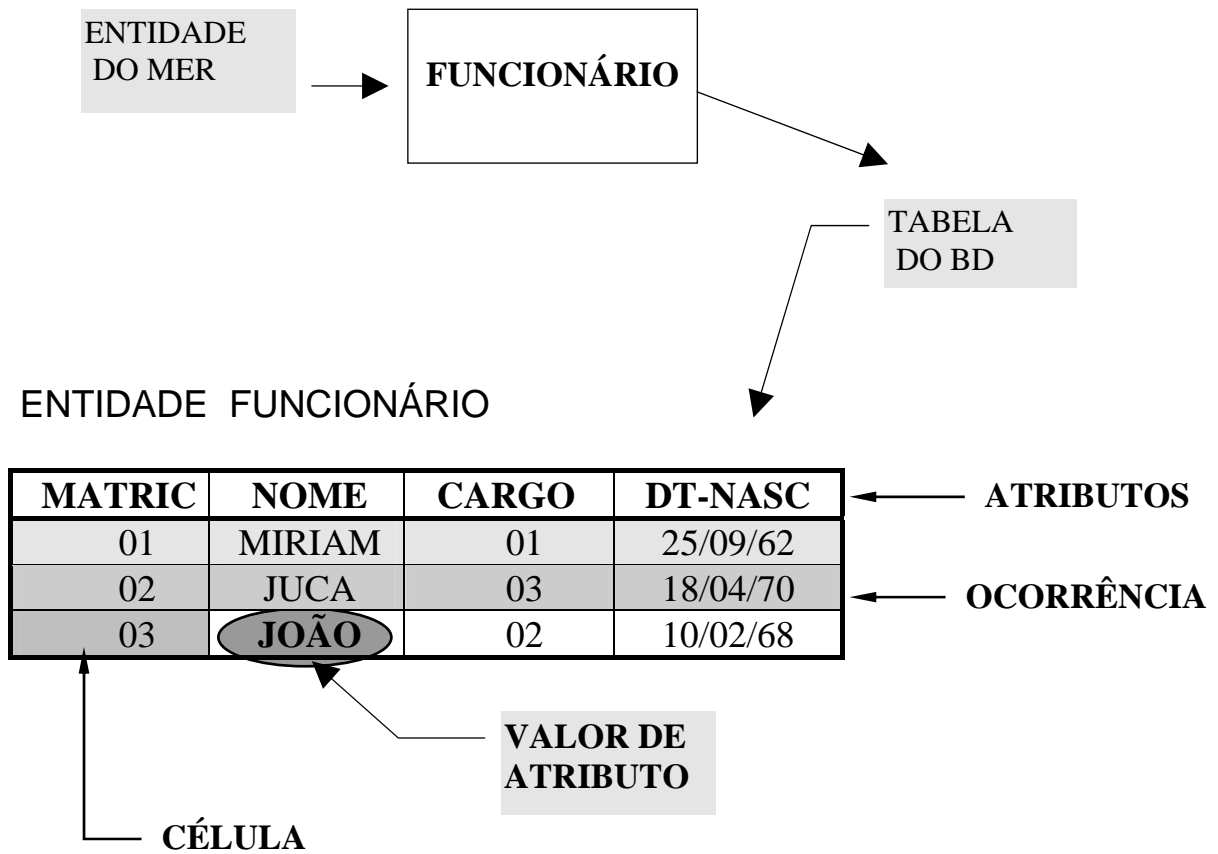 ENTIDADE
DO MER
FUNCIONÁRIO
TABELA
DO BD
ENTIDADE FUNCIONÁRIO
MATRIC NOME CARGO DT-NASC ATRIBUTOS
01 MIRIAM 01 25/09/62
02 JUCA 03 18/04/70 OCORRÊNCIA
03 JOÃO 02 10/02/68
VALOR DE
ATRIBUTO
CÉLULA